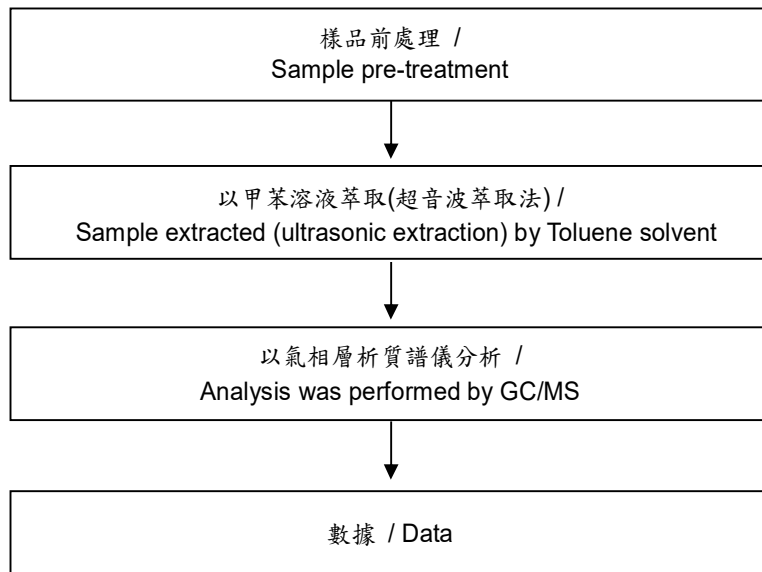 樣品前處理 /
Sample pre-treatment
以甲苯溶液萃取(超音波萃取法) /
Sample extracted (ultrasonic extraction) by Toluene solvent
以氣相層析質譜儀分析 /
Analysis was performed by GC/MS
數據 / Data